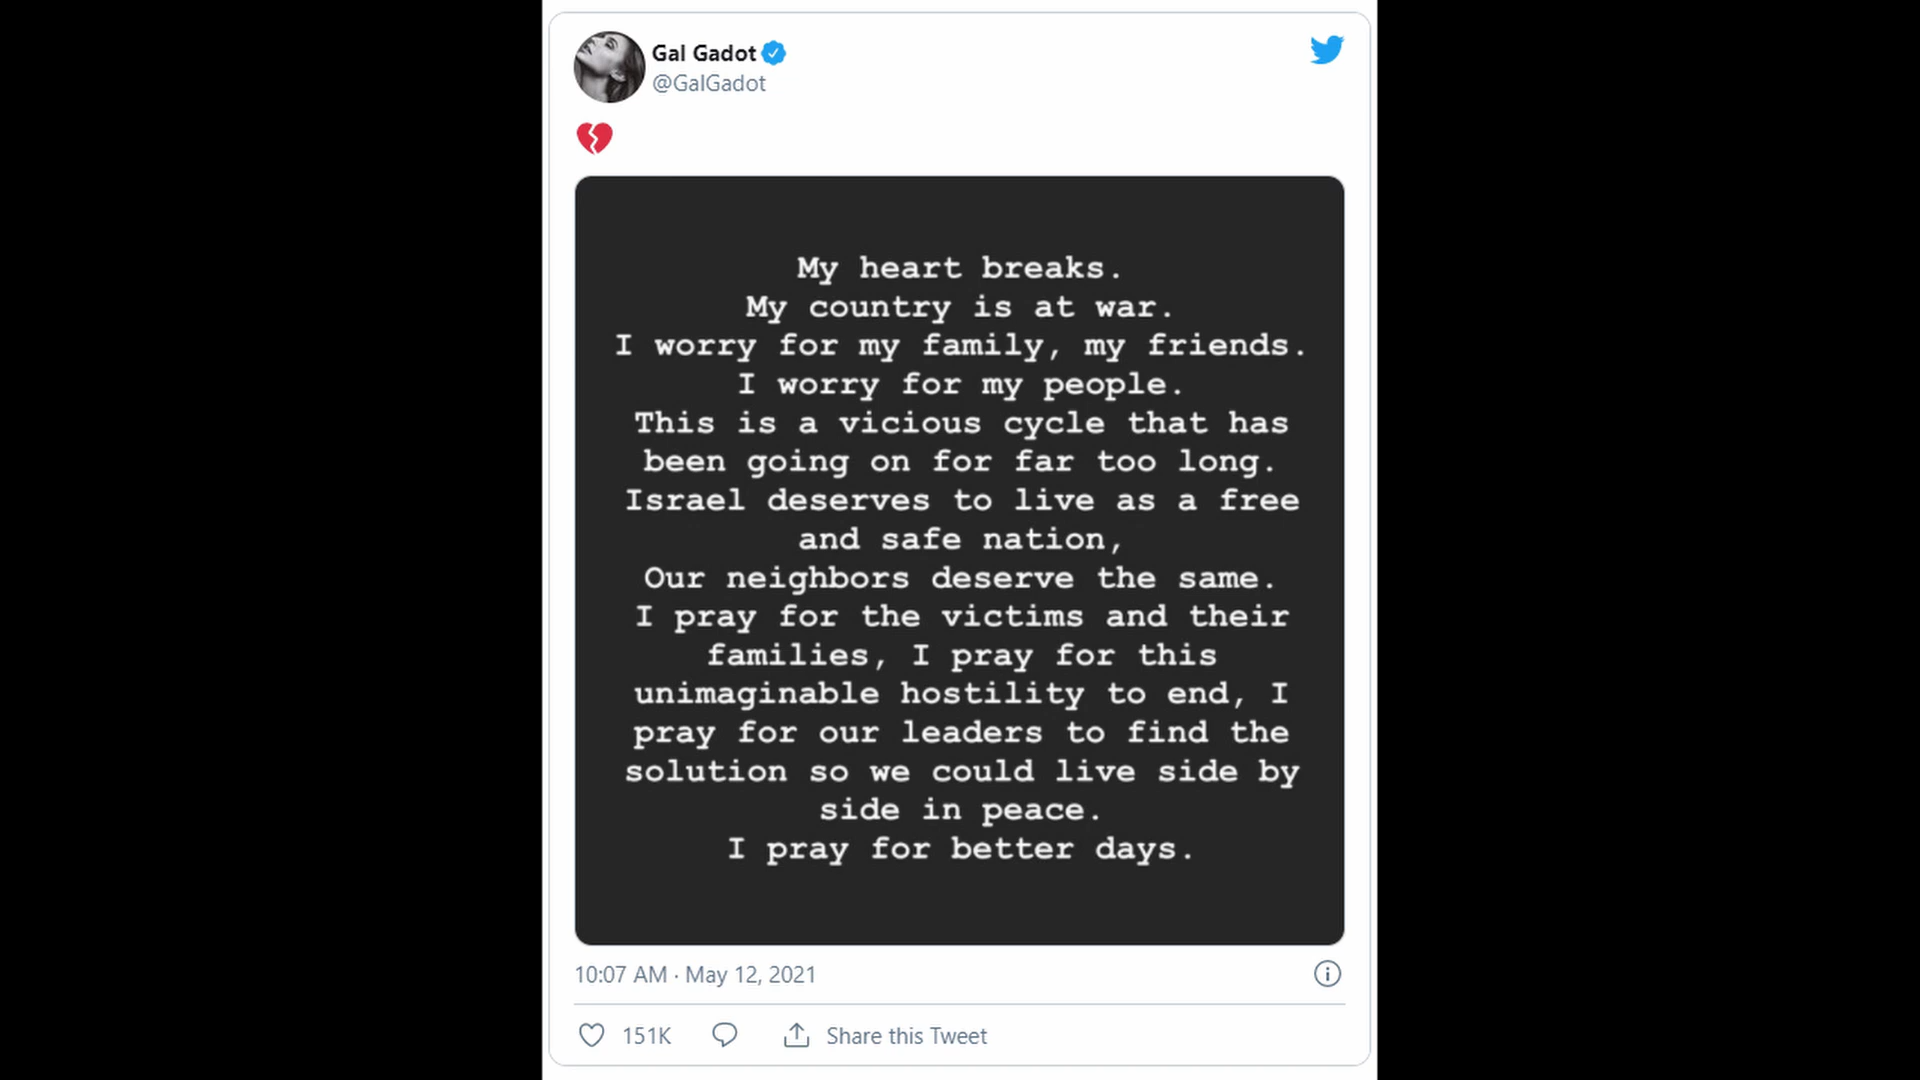 Gal Gadot
@GalGadot
💔
My heart breaks.
My country is at war.
I worry for my family, my friends.
I worry for my people.
This is a vicious cycle that has
been going on for far too long.
Israel deserves to live as a free
and safe nation,
Our neighbors deserve the same.
I pray for the victims and their
families, I pray for this
unimaginable hostility to end, I
pray for our leaders to find the
solution so we could live side by
side in peace.
I pray for better days.
10:07 AM · May 12, 2021
151K Share this Tweet